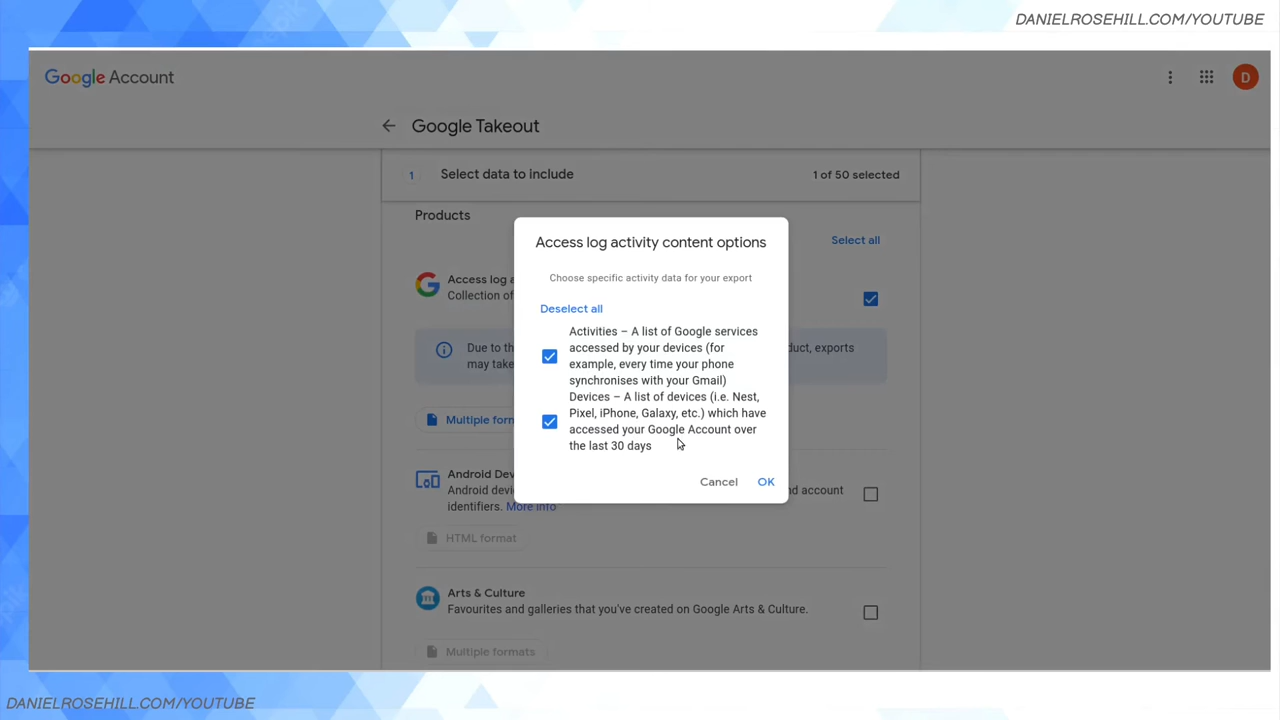 DANIELROSEHILL.COM/YOUTUBE
Google Account
D
Google Takeout
1
Select data to include
1 of 50 selected
Products
Select all
Access log a
Collection of
Due to th
duct, exports
may take
Multiple form
Access log activity content options
Choose specific activity data for your export
Deselect all
Activities – A list of Google services
accessed by your devices (for
example, every time your phone
synchronises with your Gmail)
Devices – A list of devices (i.e. Nest,
Pixel, iPhone, Galaxy, etc.) which have
accessed your Google Account over
the last 30 days
Cancel
OK
Android Dev
Android devic
nd account
identifiers. More info
HTML format
Arts & Culture
Favourites and galleries that you've created on Google Arts & Culture.
Multiple formats
DANIELROSEHILL.COM/YOUTUBE